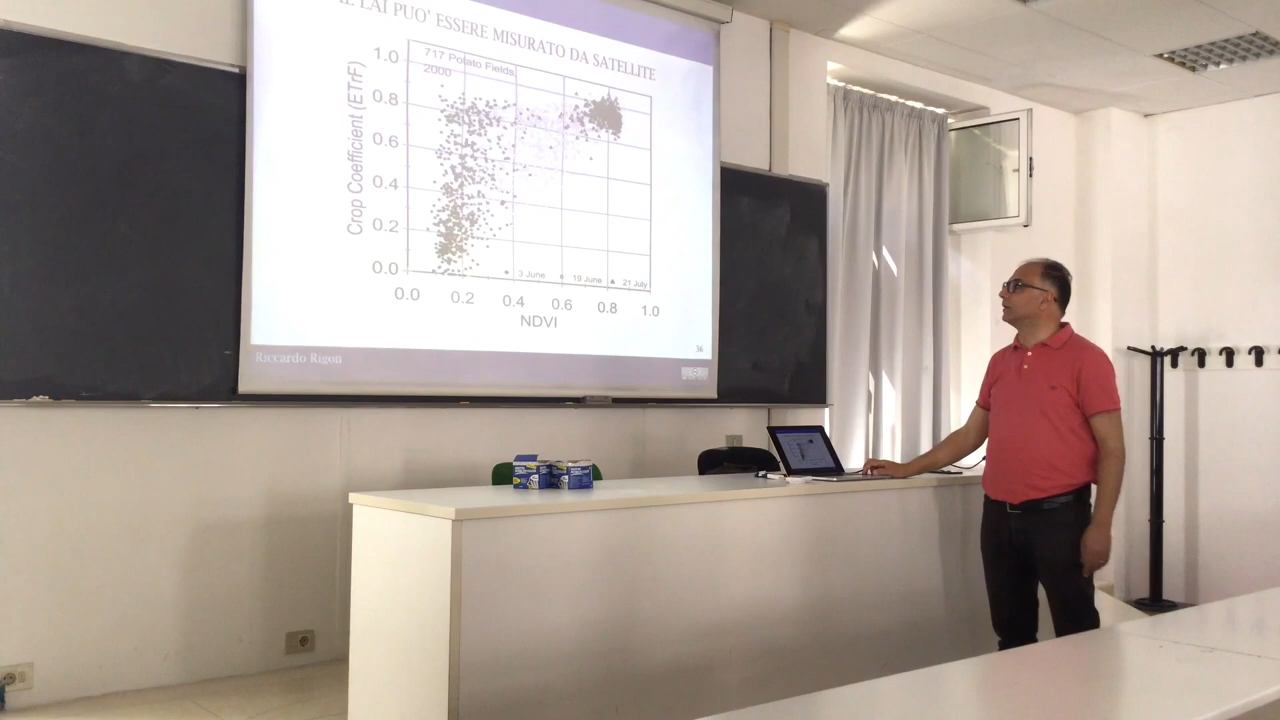 IL LAI PUO' ESSERE MISURATO DA SATELLITE
717 Potato Fields,
2000
Crop Coefficient (ETrF)
1.0
0.8
0.6
0.4
0.2
0.0
3 June
19 June
21 July
0.0
0.2
0.4
0.6
0.8
1.0
NDVI
Riccardo Rigon
36